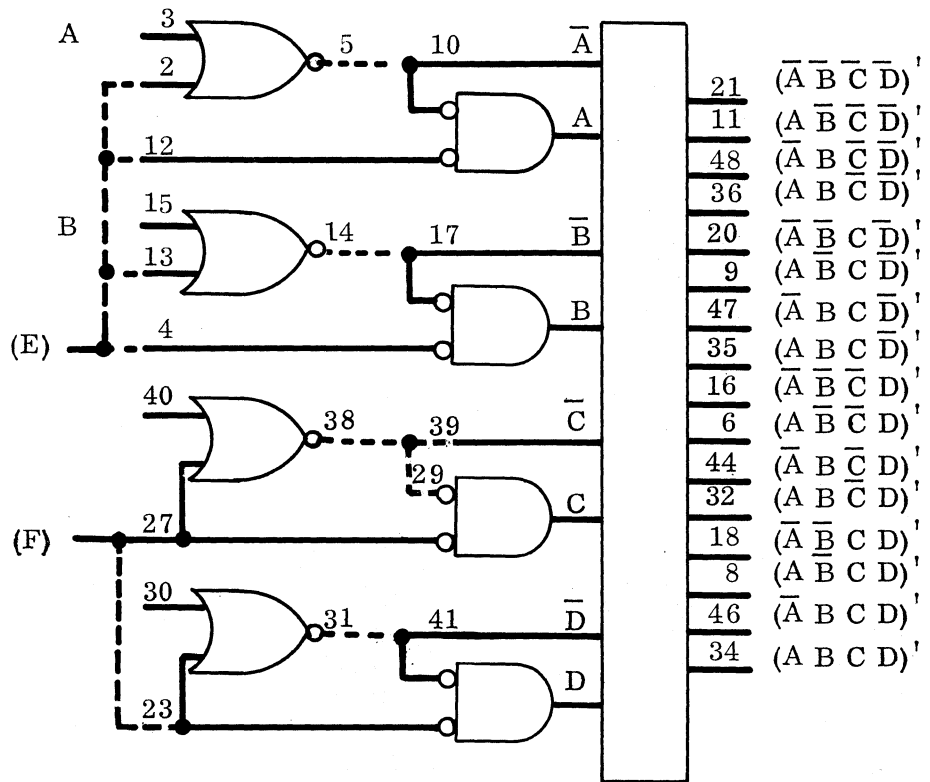 A
3
5
10
A̅
2
A
12
B
15
14
17
B̅
13
B
(E)
4
40
38
39
C̅
29
C
(F)
27
30
31
41
D̅
D
23
21 (A̅ B̅ C̅ D̅)'
11 (A B̅ C̅ D̅)'
48 (A̅ B C̅ D̅)'
36 (A B C̅ D̅)'
20 (A̅ B̅ C D̅)'
9 (A B̅ C D̅)'
47 (A̅ B C D̅)'
35 (A B C D̅)'
16 (A̅ B̅ C̅ D)'
6 (A B̅ C̅ D)'
44 (A̅ B C̅ D)'
32 (A B C̅ D)'
18 (A̅ B̅ C D)'
8 (A B̅ C D)'
46 (A̅ B C D)'
34 (A B C D)'